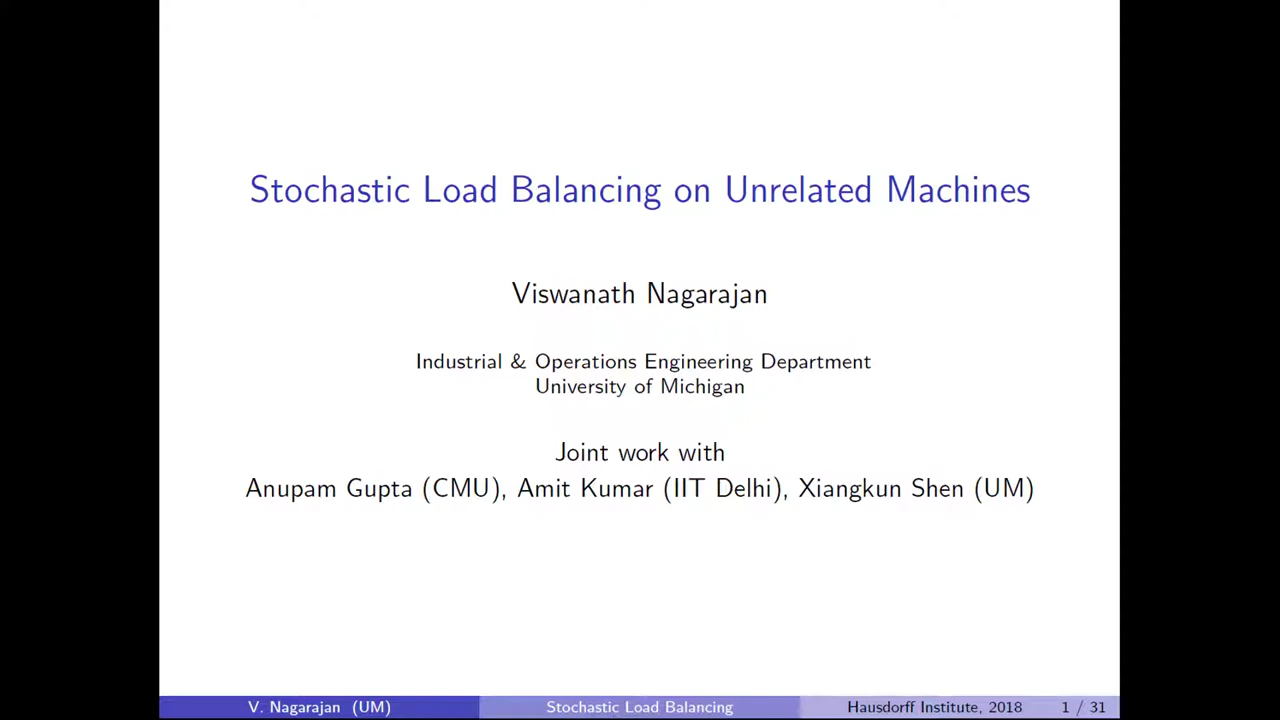 Stochastic Load Balancing on Unrelated Machines
Viswanath Nagarajan
Industrial & Operations Engineering Department
University of Michigan
Joint work with
Anupam Gupta (CMU), Amit Kumar (IIT Delhi), Xiangkun Shen (UM)
V. Nagarajan (UM) Stochastic Load Balancing Hausdorff Institute, 2018 1 / 31